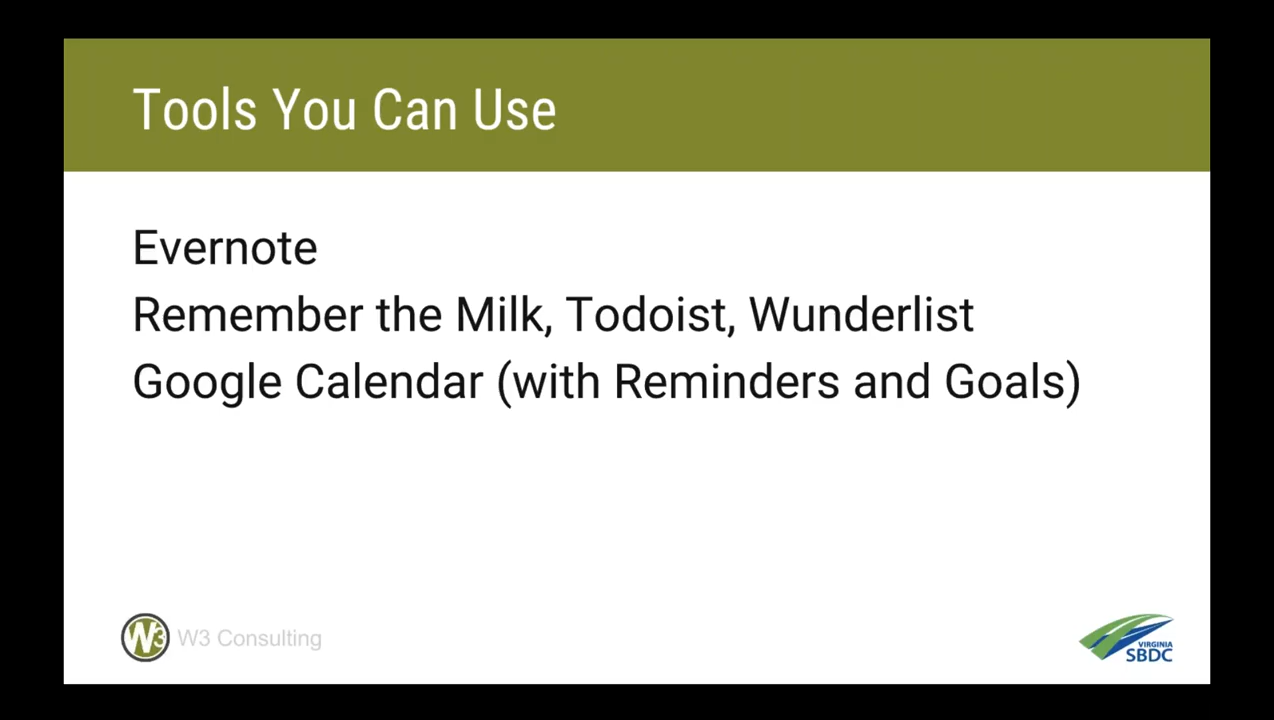 Tools You Can Use
Evernote
Remember the Milk, Todoist, Wunderlist
Google Calendar (with Reminders and Goals)
W3 W3 Consulting
VIRGINIA
SBDC